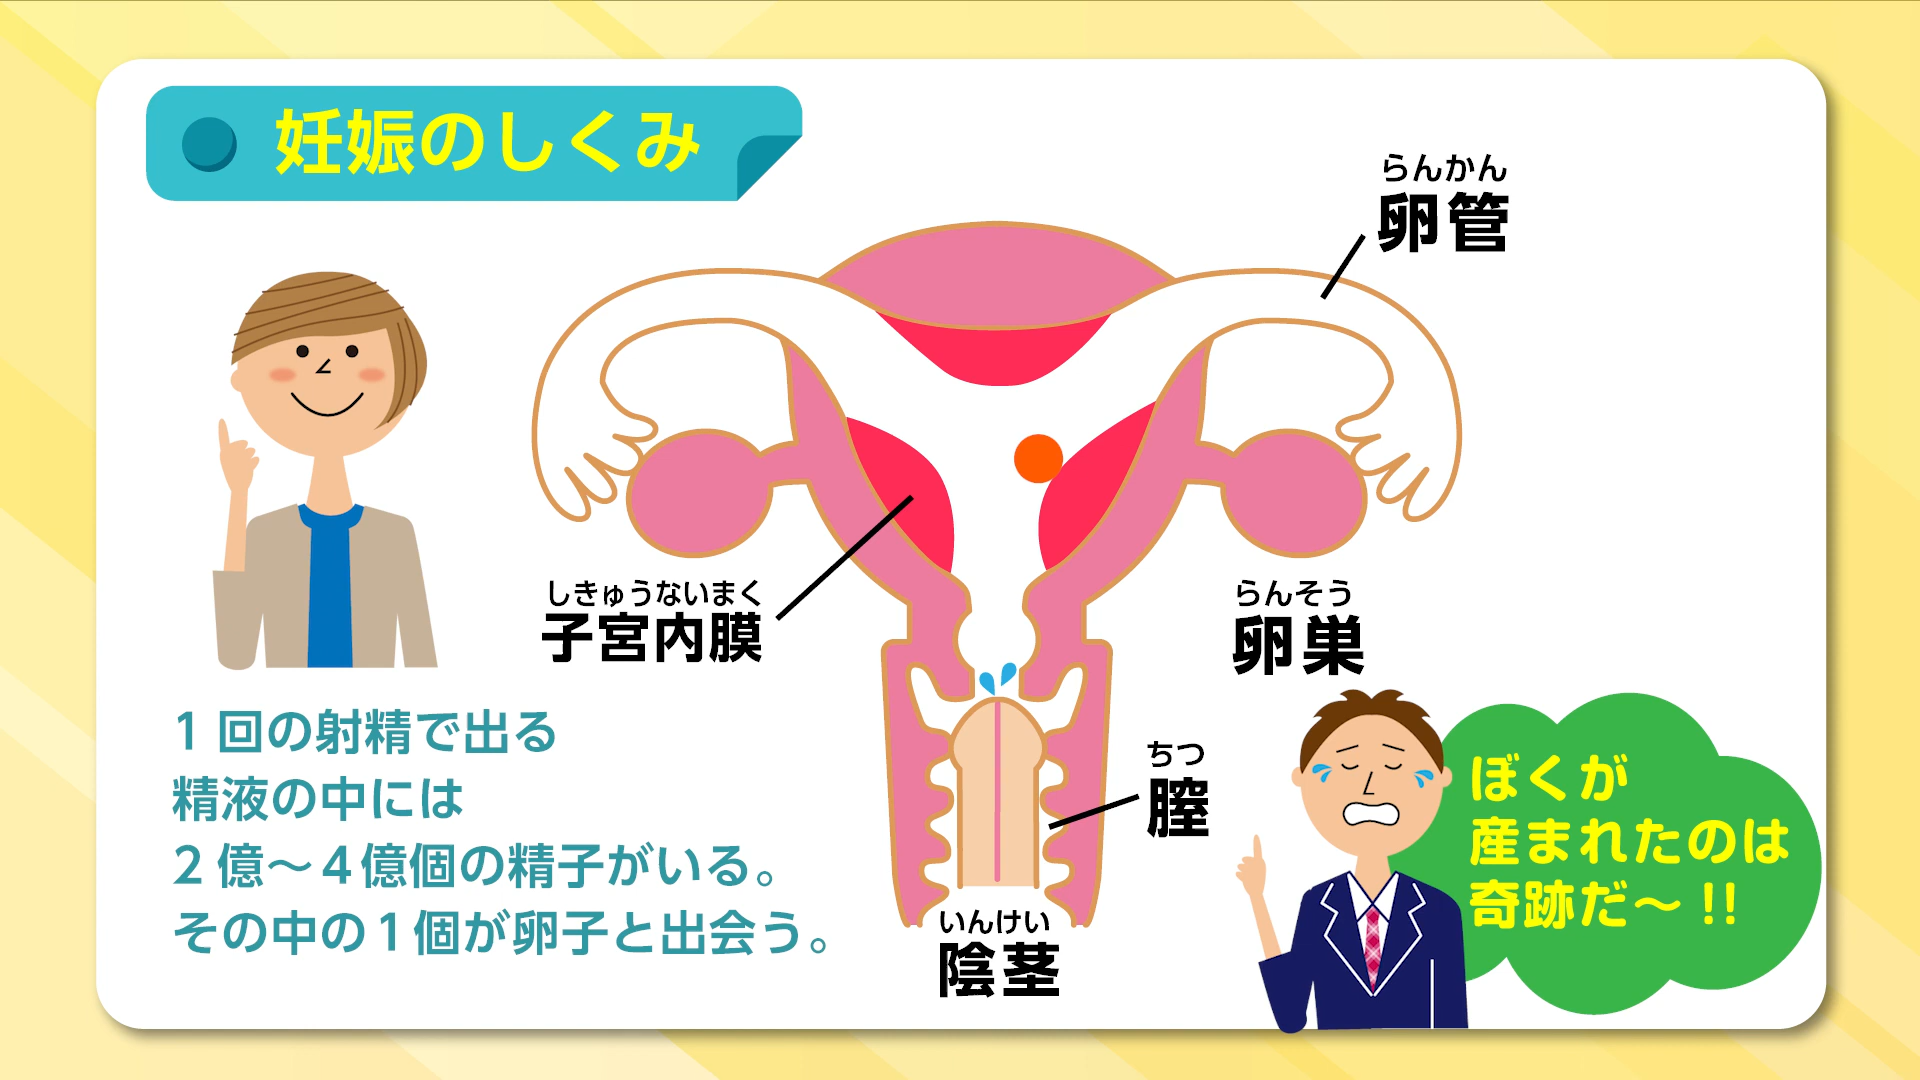 妊娠のしくみ
らんかん
卵管
しきゅうないまく
子宮内膜
らんそう
卵巣
1回の射精で出る
精液の中には
2億〜4億個の精子がいる。
その中の1個が卵子と出会う。
ちつ
膣
いんけい
陰茎
ぼくが
産まれたのは
奇跡だ〜!!